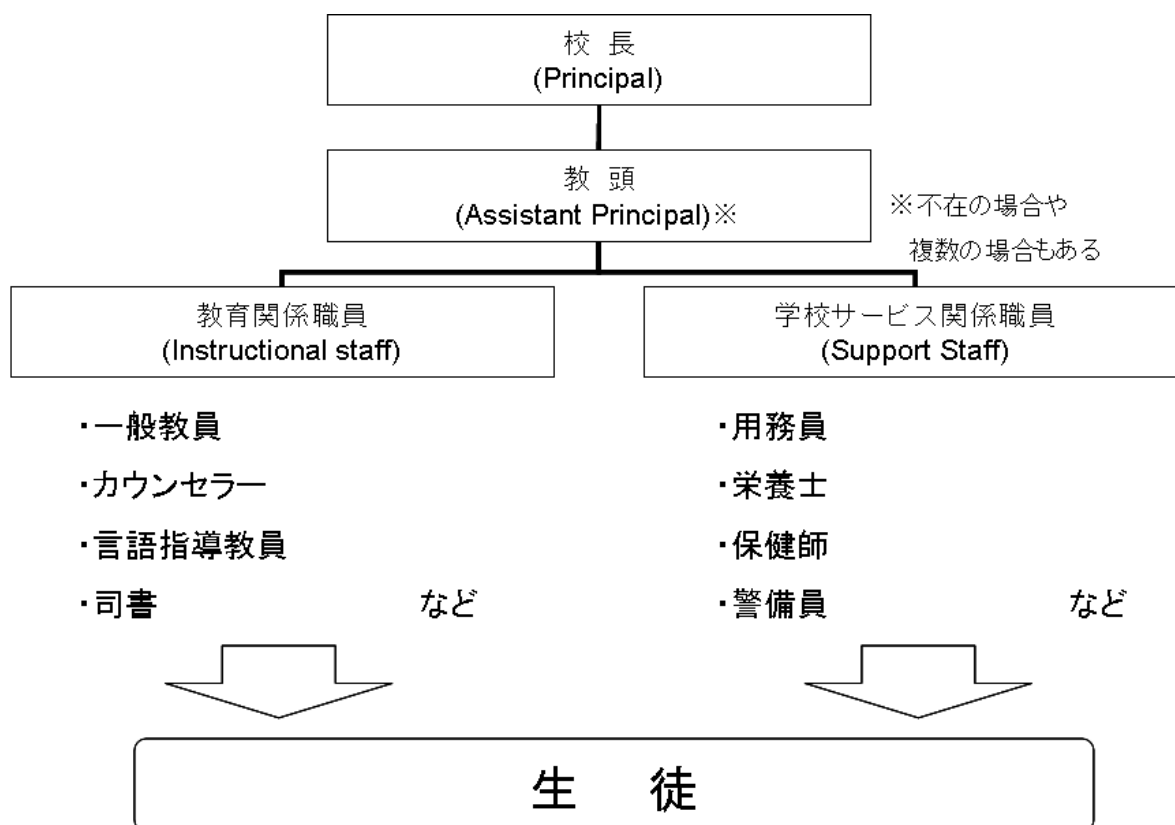 校 長
(Principal)
教 頭
(Assistant Principal)※
※不在の場合や
複数の場合もある
教育関係職員
(Instructional staff)
学校サービス関係職員
(Support Staff)
・一般教員
・カウンセラー
・言語指導教員
・司書 など
・用務員
・栄養士
・保健師
・警備員 など
生 徒